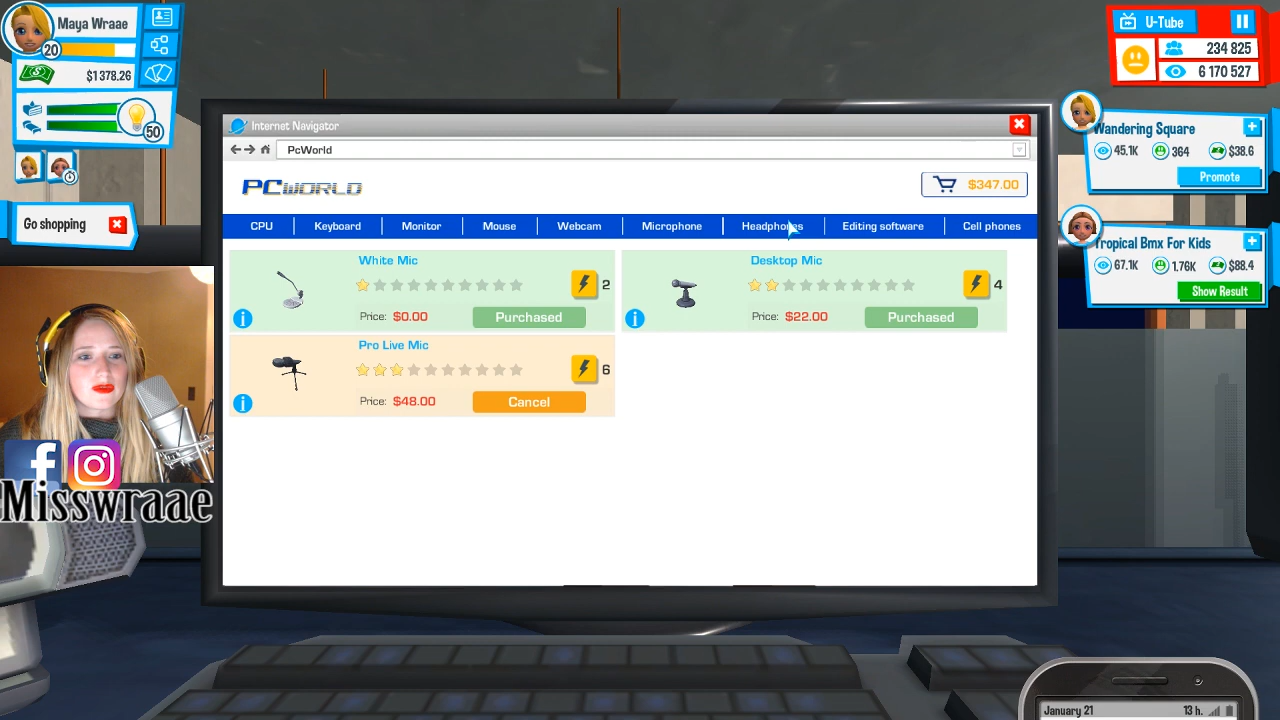 Maya Wraae
20
$1378.26
50
Go shopping
U-Tube
234 825
6 170 527
Wandering Square
45.1K 364 $38.6
Promote
Tropical Bmx For Kids
67.1K 1.76K $88.4
Show Result
Internet Navigator
PcWorld
PCWORLD
$347.00
CPU Keyboard Monitor Mouse Webcam Microphone Headphones Editing software Cell phones
White Mic
2
Price: $0.00 Purchased
Desktop Mic
4
Price: $22.00 Purchased
Pro Live Mic
6
Price: $48.00 Cancel
Misswraae
January 21 13 h.